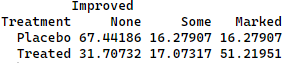 Improved
Treatment None Some Marked
Placebo 67.44186 16.27907 16.27907
Treated 31.70732 17.07317 51.21951